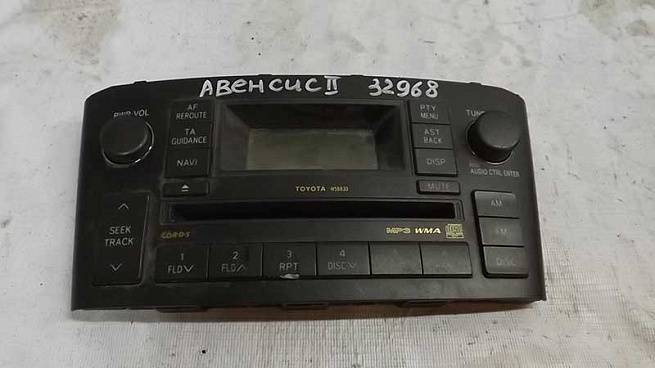 АВЕНСИС II 32968
PWR·VOL
AF
REROUTE
TA
GUIDANCE
NAVI
PTY
MENU
AST
BACK
DISP
MUTE
TUNE
AUDIO CTRL ENTER
TOYOTA
SEEK
TRACK
MP3 WMA
AM
DISC
1
FLD
2
FLD
3
RPT
4
DISC